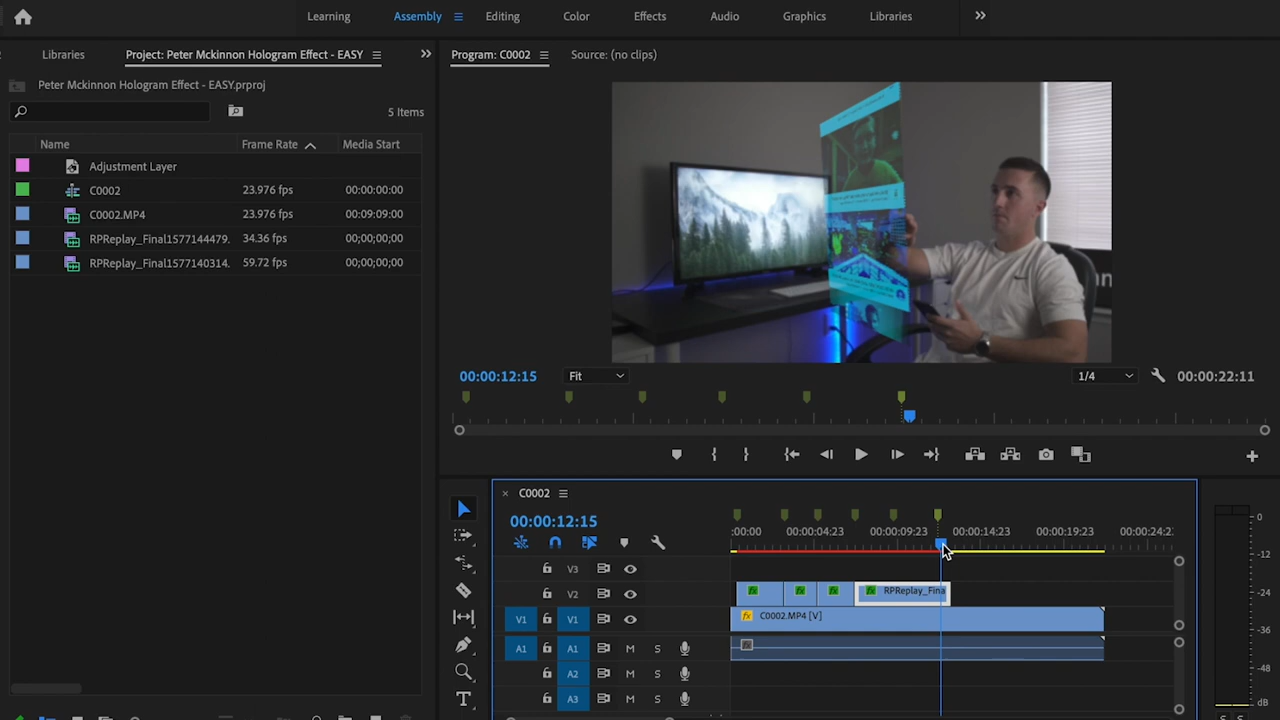 Learning Assembly Editing Color Effects Audio Graphics Libraries
Libraries Project: Peter Mckinnon Hologram Effect - EASY
Peter Mckinnon Hologram Effect - EASY.prproj
5 Items
Name Frame Rate Media Start
Adjustment Layer
C0002 23.976 fps 00:00:00:00
C0002.MP4 23.976 fps 00:09:09:00
RPReplay_Final1577144479. 34.36 fps 00;00;00;00
RPReplay_Final1577140314. 59.72 fps 00;00;00;00
Program: C0002 Source: (no clips)
00:00:12:15 Fit 1/4 00:00:22:11
C0002
00:00:12:15
:00:00 00:00:04:23 00:00:09:23 00:00:14:23 00:00:19:23 00:00:24:2
V3
V2 RPReplay_Fina
V1 V1 C0002.MP4 [V]
A1 A1 M S
A2 M S
A3 M S
0
-12
-24
-36
-48
dB
S S